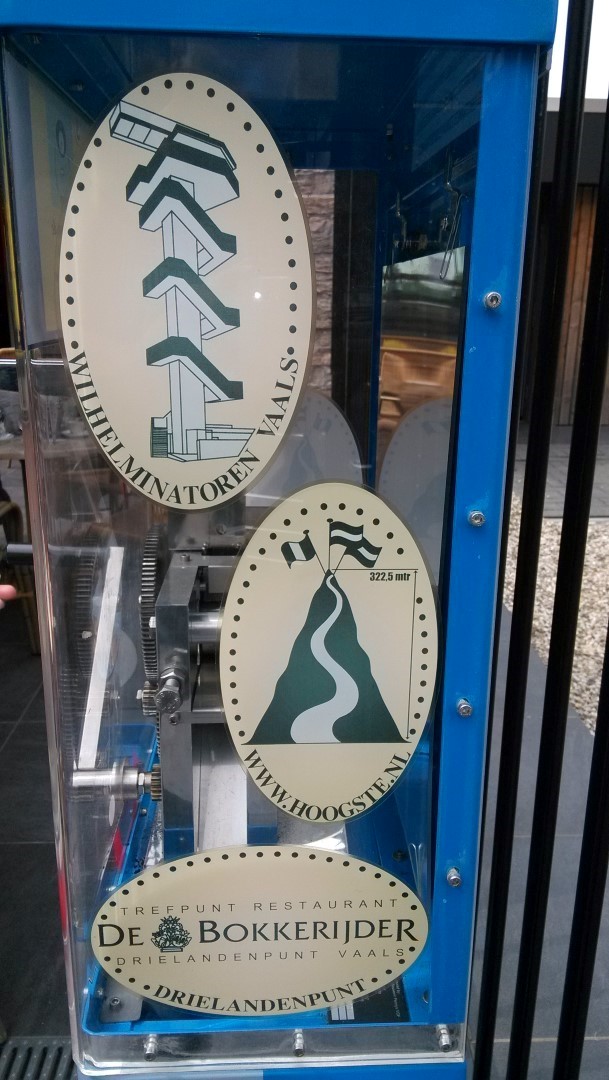 WILHELMINATOREN VAALS
322,5 mtr
WWW.HOOGSTE.NL
TREFPUNT RESTAURANT
DE BOKKERIJDER
DRIELANDENPUNT VAALS
DRIELANDENPUNT